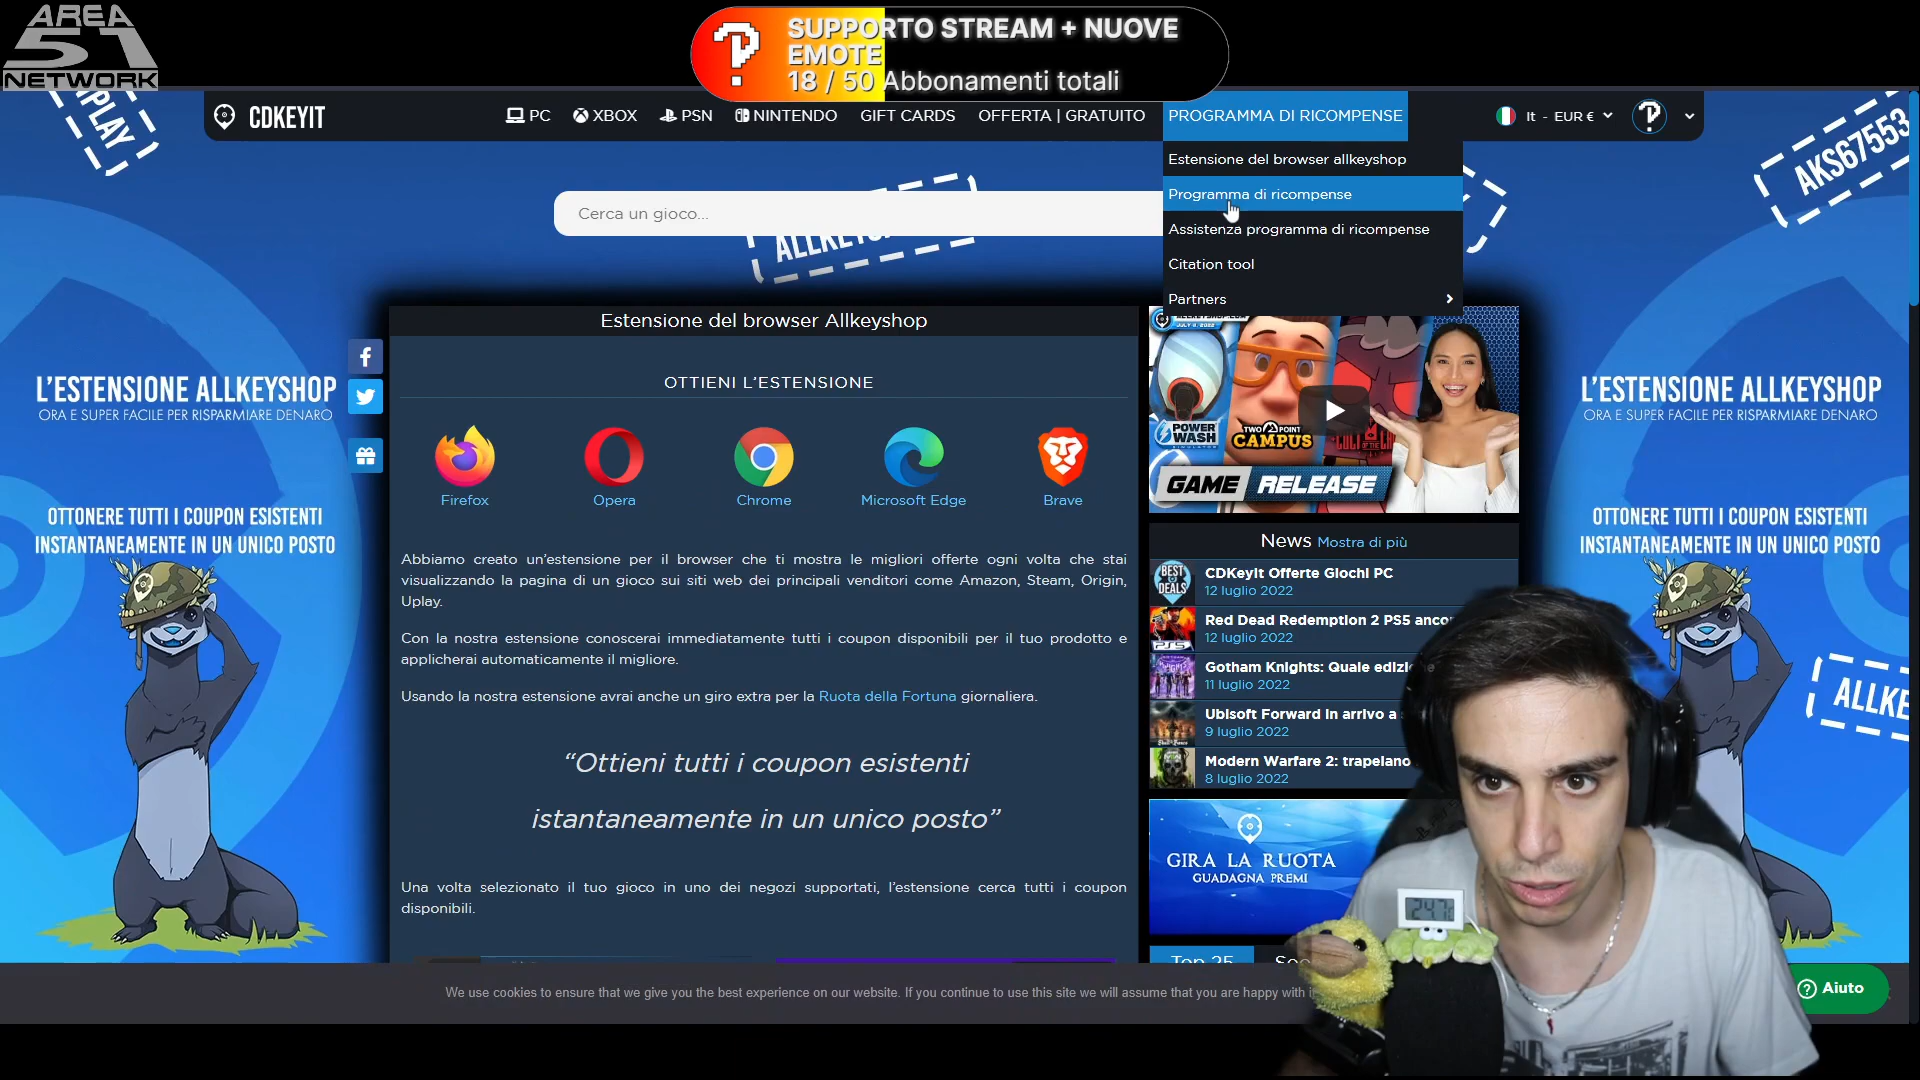 AREA
51
NETWORK
SUPPORTO STREAM + NUOVE
EMOTE
18 / 50 Abbonamenti totali
CDKEYIT
PC
XBOX
PSN
NINTENDO
GIFT CARDS
OFFERTA | GRATUITO
PROGRAMMA DI RICOMPENSE
It - EUR €
AKS67553
Estensione del browser allkeyshop
Programma di ricompense
Assistenza programma di ricompense
Citation tool
Partners
Cerca un gioco...
Estensione del browser Allkeyshop
OTTIENI L'ESTENSIONE
Firefox
Opera
Chrome
Microsoft Edge
Brave
L'ESTENSIONE ALLKEYSHOP
ORA E SUPER FACILE PER RISPARMIARE DENARO
OTTONERE TUTTI I COUPON ESISTENTI
INSTANTANEAMENTE IN UN UNICO POSTO
Abbiamo creato un'estensione per il browser che ti mostra le migliori offerte ogni volta che stai
visualizzando la pagina di un gioco sui siti web dei principali venditori come Amazon, Steam, Origin,
Uplay.
Con la nostra estensione conoscerai immediatamente tutti i coupon disponibili per il tuo prodotto e
applicherai automaticamente il migliore.
Usando la nostra estensione avrai anche un giro extra per la Ruota della Fortuna giornaliera.
“Ottieni tutti i coupon esistenti
istantaneamente in un unico posto”
Una volta selezionato il tuo gioco in uno dei negozi supportati, l'estensione cerca tutti i coupon
disponibili.
POWER
WASH
TWO POINT
CAMPUS
GAME RELEASE
News Mostra di più
BEST
DEALS
CDKeyIt Offerte Giochi PC
12 luglio 2022
Red Dead Redemption 2 PS5 anco
12 luglio 2022
PS5
Gotham Knights: Quale edizione
11 luglio 2022
Ubisoft Forward in arrivo a
9 luglio 2022
Modern Warfare 2: trapelano
8 luglio 2022
GIRA LA RUOTA
GUADAGNA PREMI
Top 25
L'ESTENSIONE ALLKEYSHOP
ORA E SUPER FACILE PER RISPARMIARE DENARO
OTTONERE TUTTI I COUPON ESISTENTI
INSTANTANEAMENTE IN UN UNICO POSTO
ALLKE
We use cookies to ensure that we give you the best experience on our website. If you continue to use this site we will assume that you are happy with
Aiuto